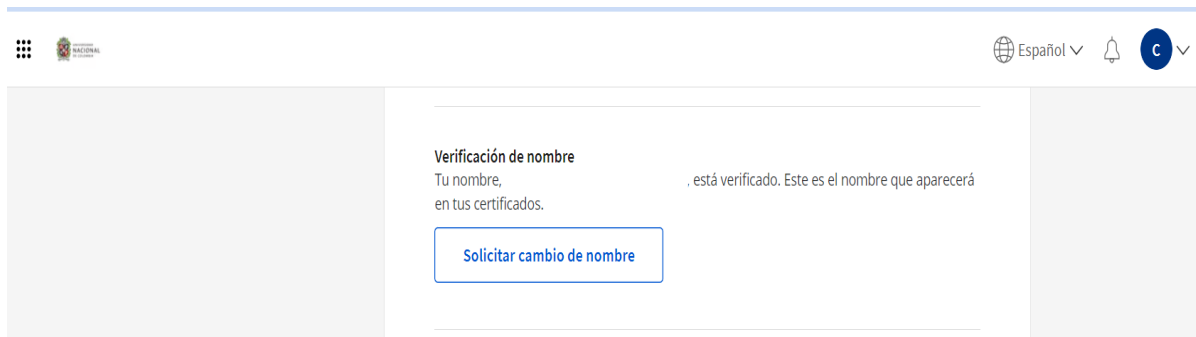 NACIONAL
Español
C
Verificación de nombre
Tu nombre, , está verificado. Este es el nombre que aparecerá
en tus certificados.
Solicitar cambio de nombre